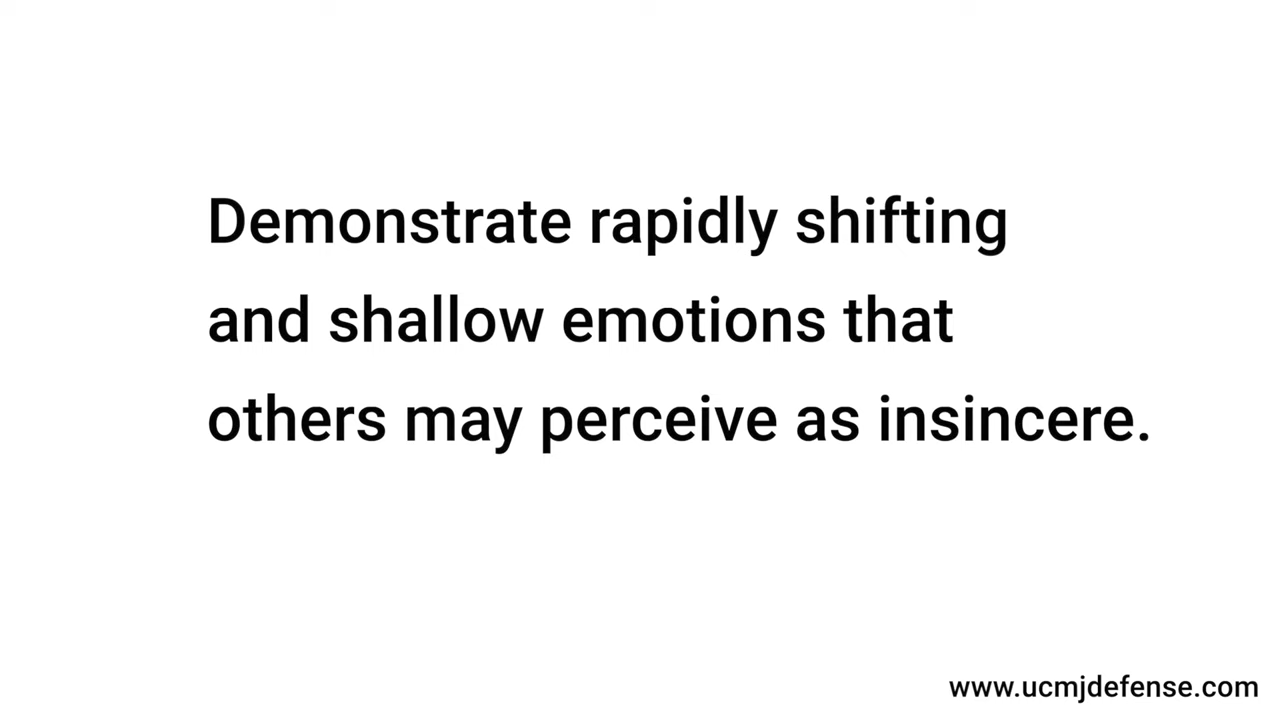 Demonstrate rapidly shifting
and shallow emotions that
others may perceive as insincere.
www.ucmjdefense.com